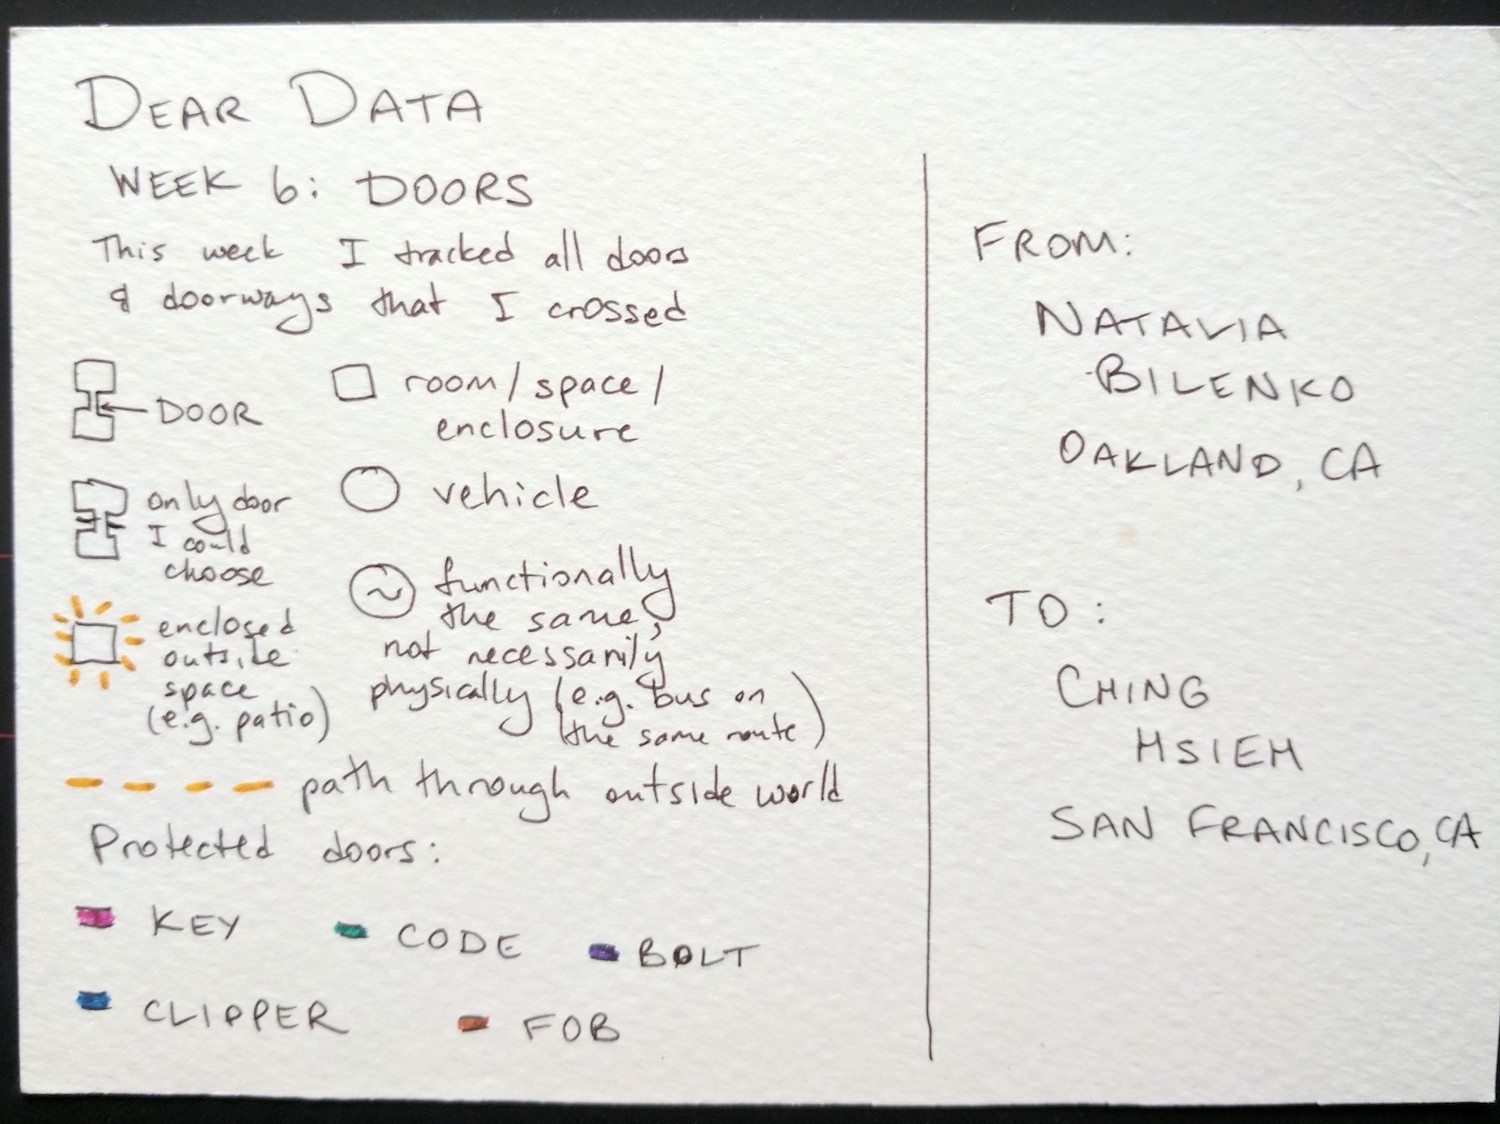 DEAR DATA
WEEK 6: DOORS
This week I tracked all doors
& doorways that I crossed
DOOR
room / space /
enclosure
only door
I could
choose
vehicle
enclosed
outside
space
(e.g. patio)
~ functionally
the same,
not necessarily
physically (e.g. bus on
the same route)
path through outside world
Protected doors:
KEY CODE BOLT
CLIPPER FOB
FROM:
NATALIA
BILENKO
OAKLAND, CA
TO:
CHING
HSIEH
SAN FRANCISCO, CA